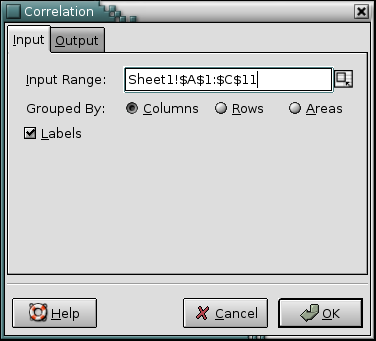 Correlation
Input Output
Input Range: Sheet1!$A$1:$C$11
Grouped By: Columns Rows Areas
Labels
Help Cancel OK